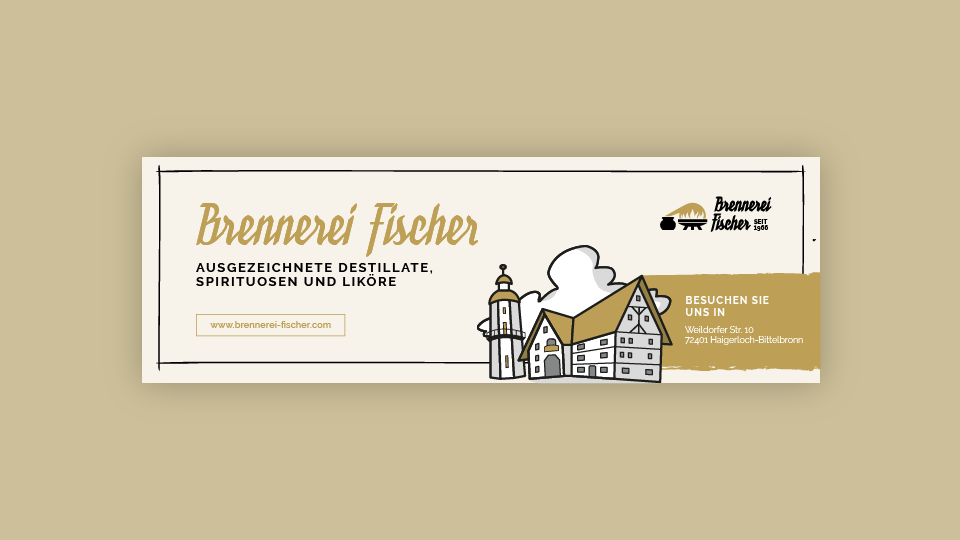 Brennerei Fischer
AUSGEZEICHNETE DESTILLATE,
SPIRITUOSEN UND LIKÖRE
www.brennerei-fischer.com
Brennerei
Fischer SEIT
1966
BESUCHEN SIE
UNS IN
Weildorfer Str. 10
72401 Haigerloch-Bittelbronn